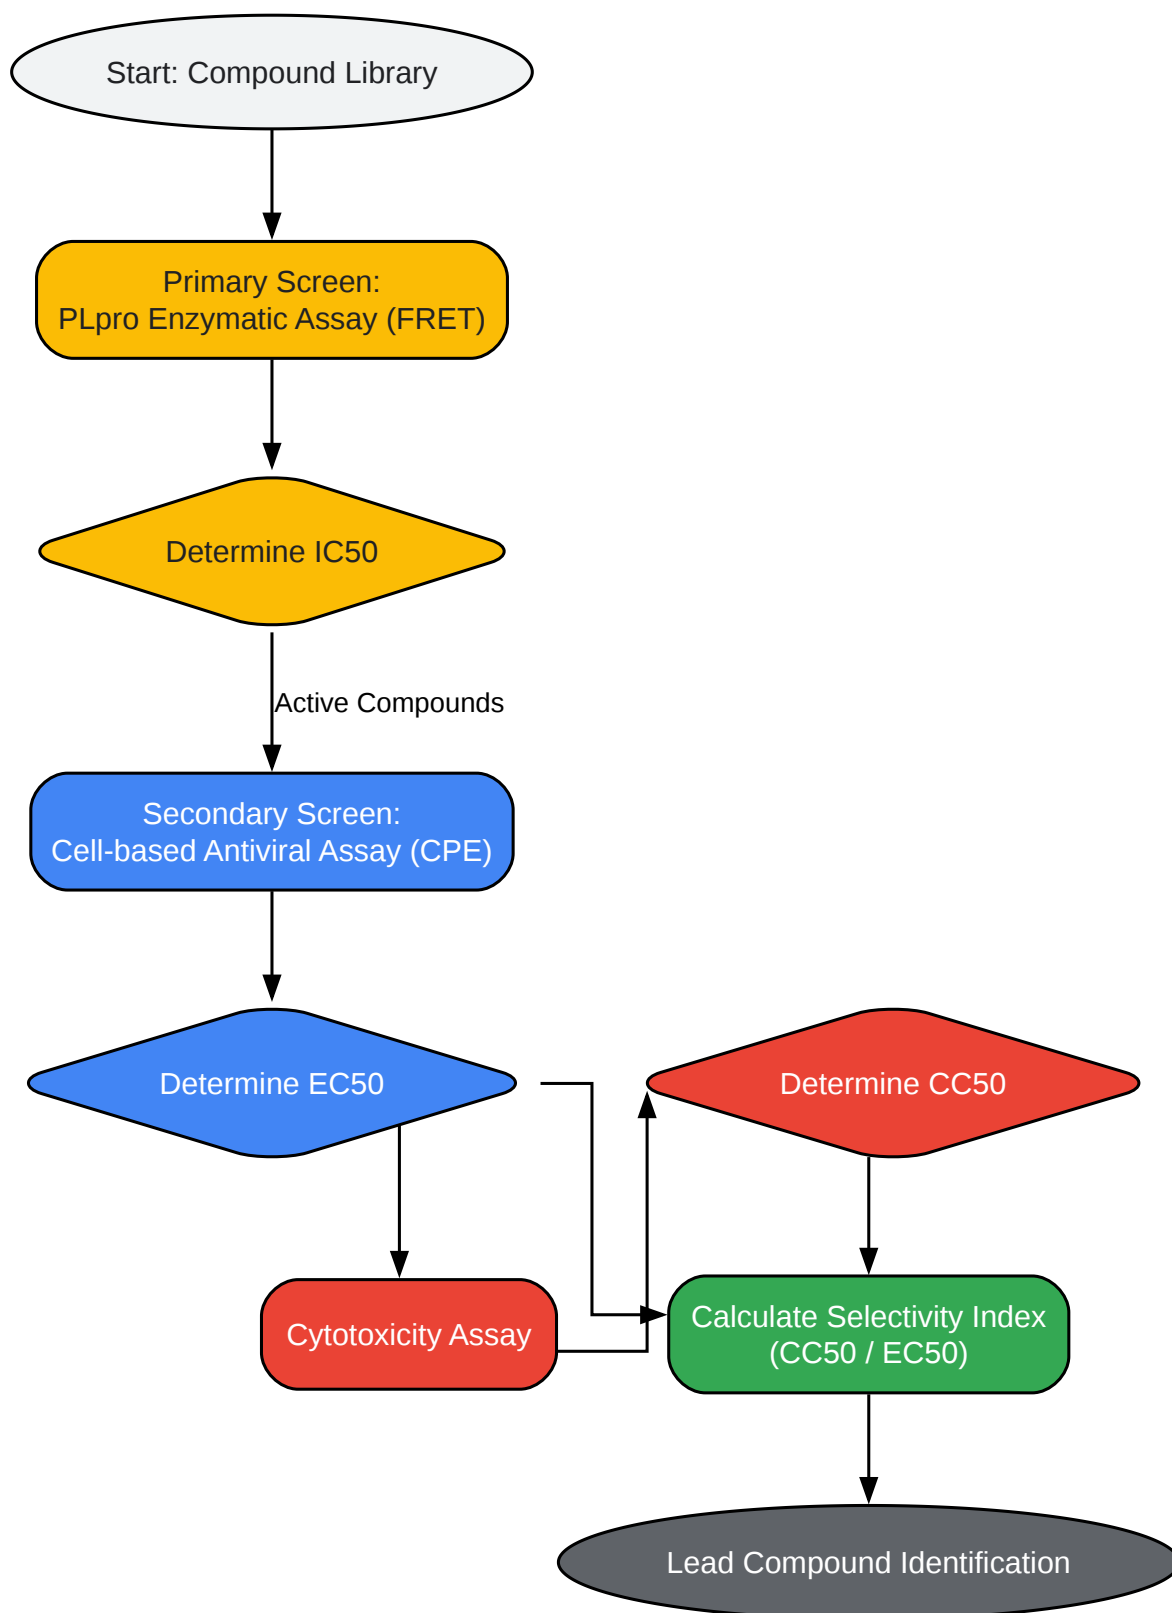 Start: Compound Library
Primary Screen:
PLpro Enzymatic Assay (FRET)
Determine IC50
Active Compounds
Secondary Screen:
Cell-based Antiviral Assay (CPE)
Determine EC50
Determine CC50
Cytotoxicity Assay
Calculate Selectivity Index
(CC50 / EC50)
Lead Compound Identification